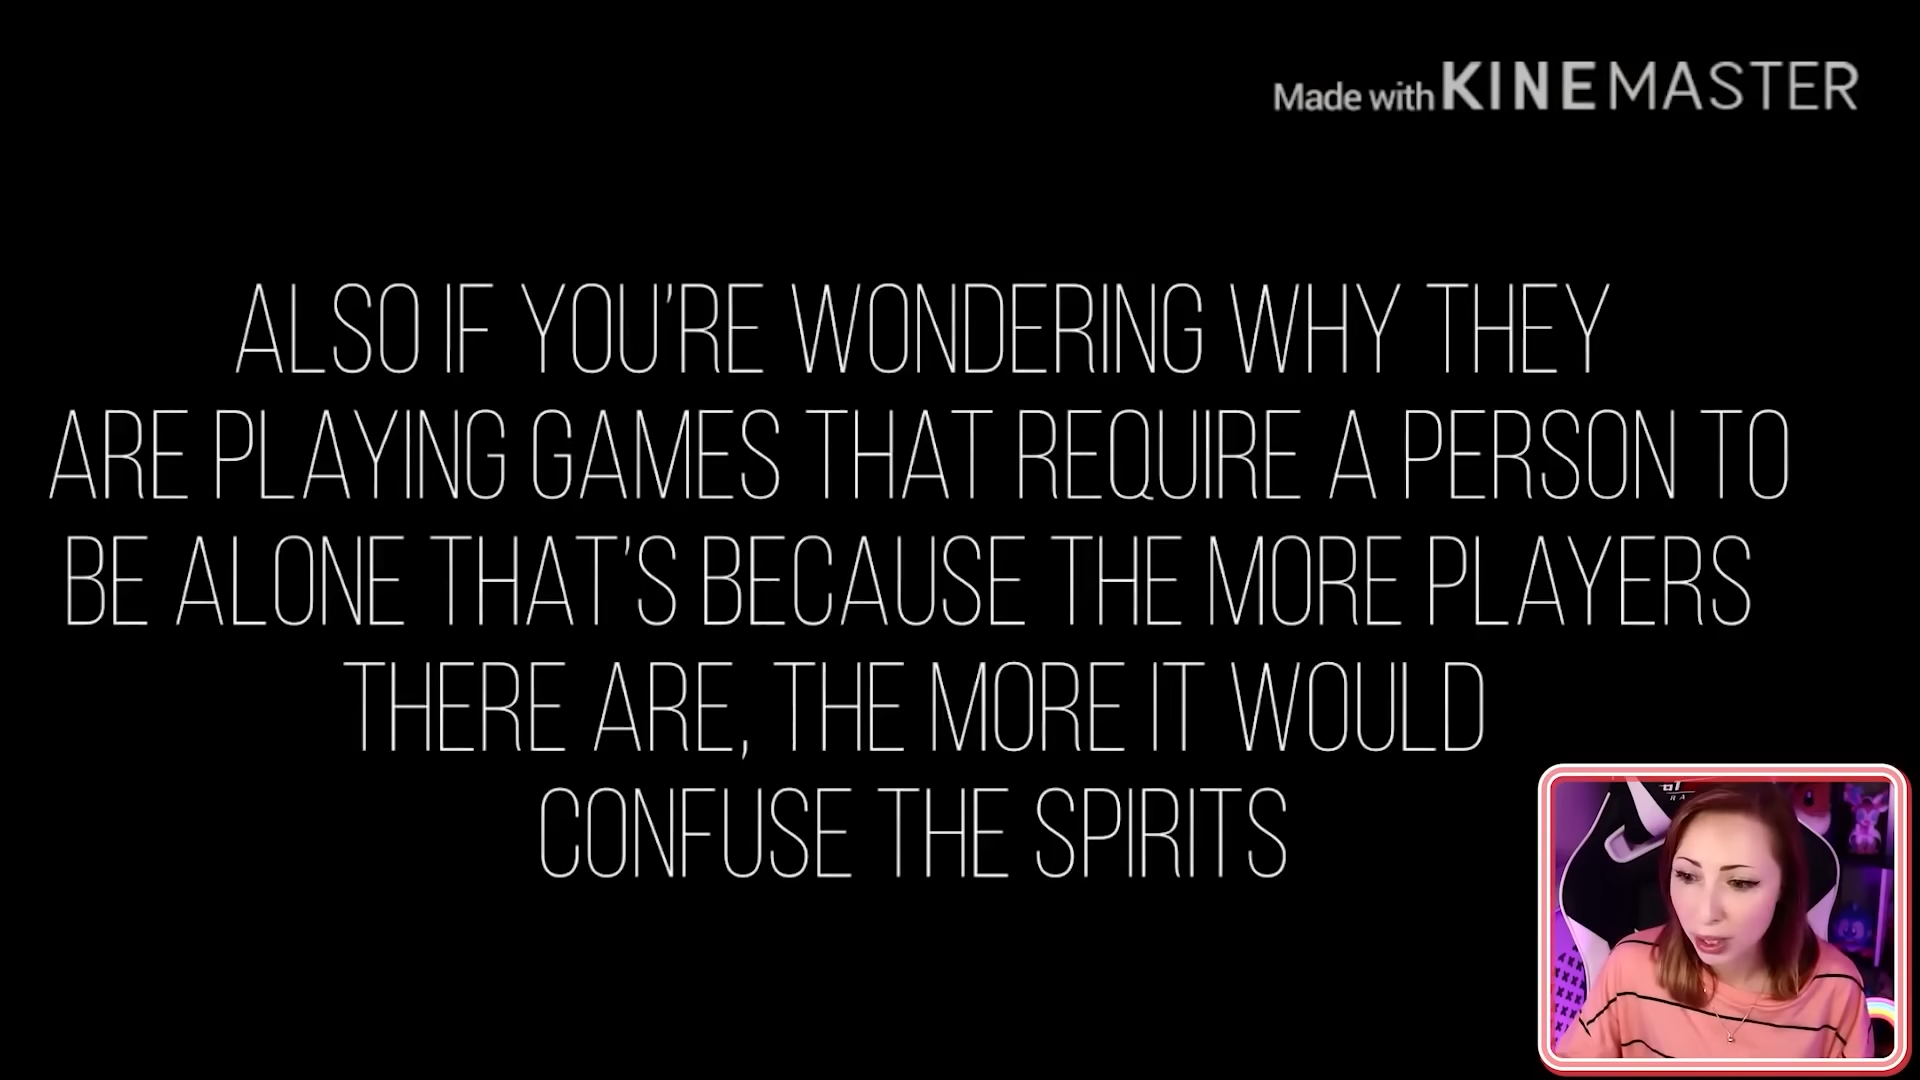 Made with KINEMASTER
ALSO IF YOU'RE WONDERING WHY THEY
ARE PLAYING GAMES THAT REQUIRE A PERSON TO
BE ALONE THAT'S BECAUSE THE MORE PLAYERS
THERE ARE, THE MORE IT WOULD
CONFUSE THE SPIRITS